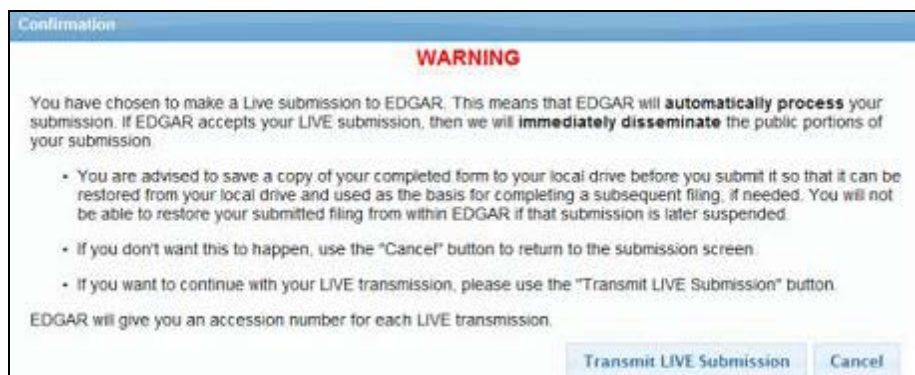 Confirmation
WARNING
You have chosen to make a Live submission to EDGAR. This means that EDGAR will automatically process your
submission. If EDGAR accepts your LIVE submission, then we will immediately disseminate the public portions of
your submission.
• You are advised to save a copy of your completed form to your local drive before you submit it so that it can be
restored from your local drive and used as the basis for completing a subsequent filing, if needed. You will not
be able to restore your submitted filing from within EDGAR if that submission is later suspended.
• If you don't want this to happen, use the "Cancel" button to return to the submission screen.
• If you want to continue with your LIVE transmission, please use the "Transmit LIVE Submission" button.
EDGAR will give you an accession number for each LIVE transmission.
Transmit LIVE Submission Cancel